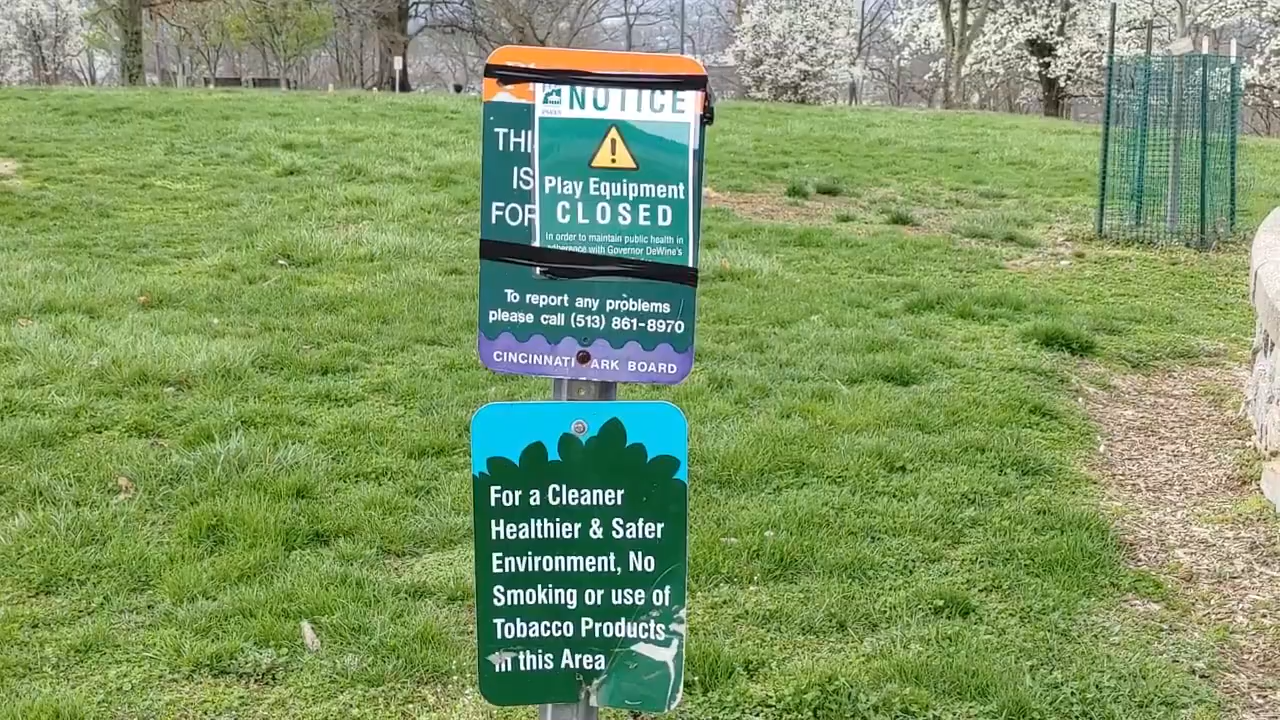 NOTICE
PARKS
THI
IS
FOR
Play Equipment
CLOSED
In order to maintain public health in
adherence with Governor DeWine's
To report any problems
please call (513) 861-8970
CINCINNATI ARK BOARD
For a Cleaner
Healthier & Safer
Environment, No
Smoking or use of
Tobacco Products
in this Area